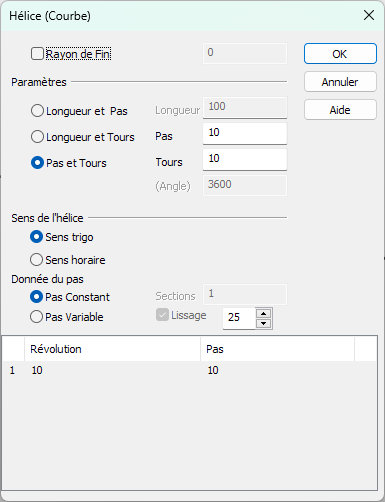 Hélice (Courbe)
Rayon de Fin 0 OK
Paramètres Annuler
Longueur et Pas Longueur 100 Aide
Longueur et Tours Pas 10
Pas et Tours Tours 10
(Angle) 3600
Sens de l'hélice
Sens trigo
Sens horaire
Donnée du pas
Pas Constant Sections 1
Pas Variable Lissage 25
Révolution Pas
1 10 10